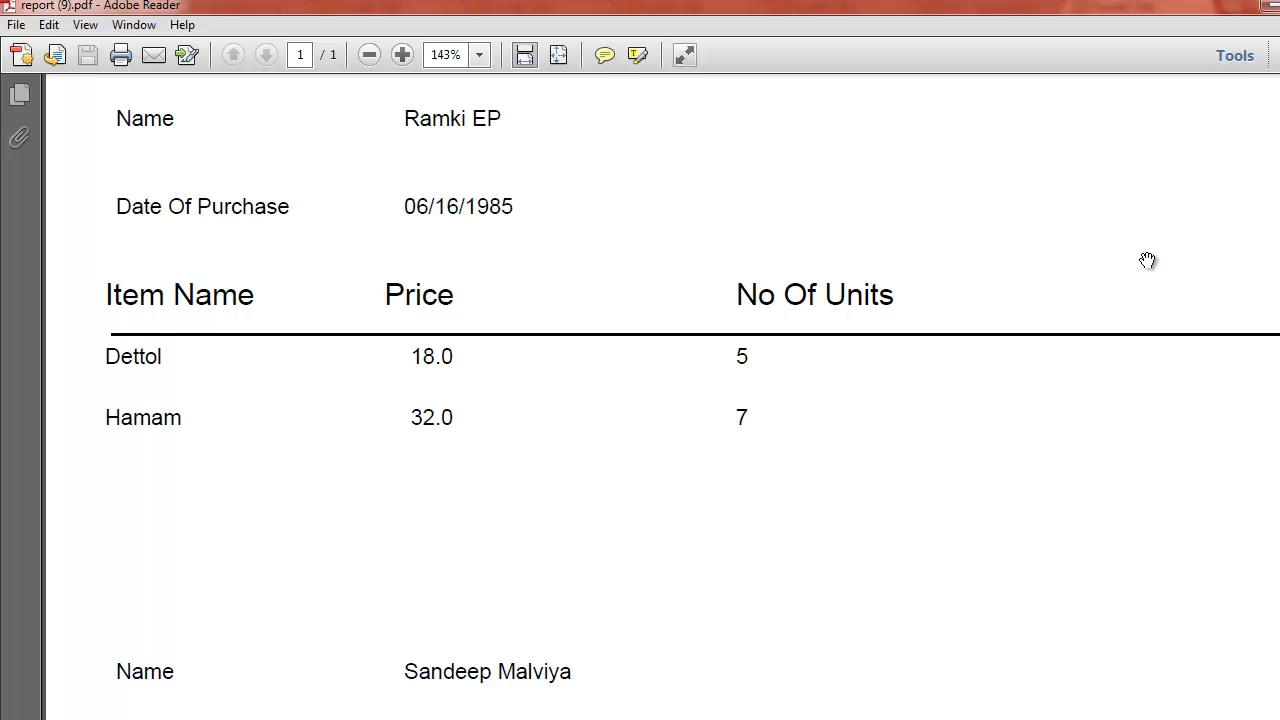 report (9).pdf - Adobe Reader
File Edit View Window Help
1 / 1 143% Tools
Name Ramki EP
Date Of Purchase 06/16/1985
Item Name Price No Of Units
Dettol 18.0 5
Hamam 32.0 7
Name Sandeep Malviya